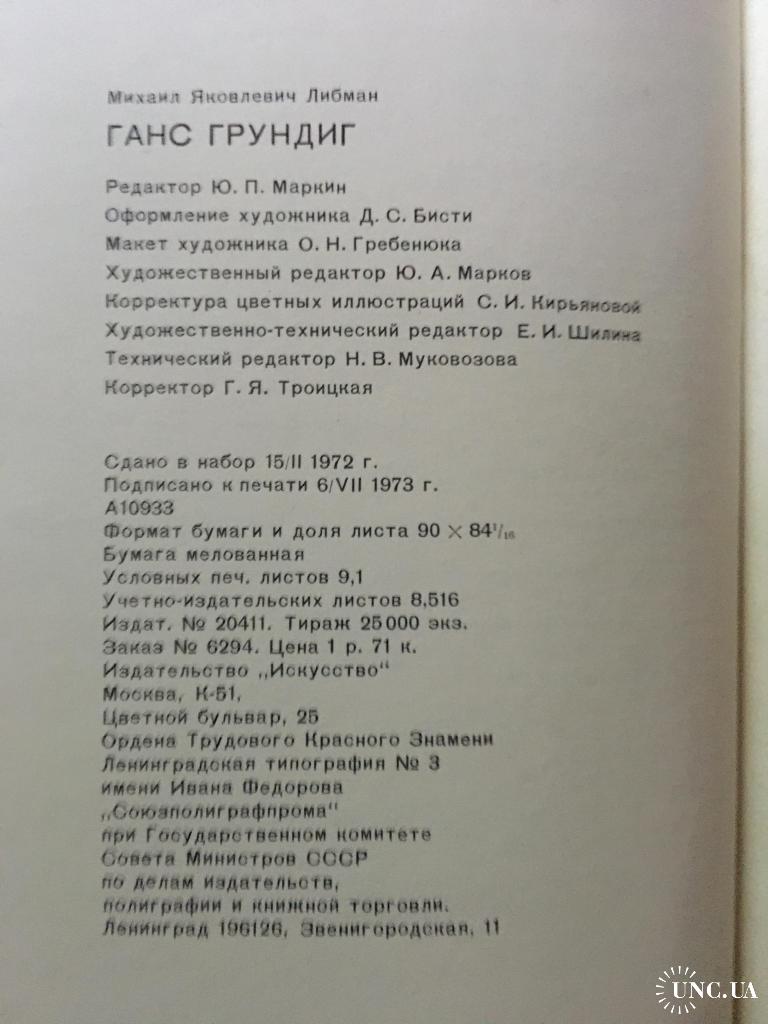 Михаил Яковлевич Либман
ГАНС ГРУНДИГ
Редактор Ю. П. Маркин
Оформление художника Д. С. Бисти
Макет художника О. Н. Гребенюка
Художественный редактор Ю. А. Марков
Корректура цветных иллюстраций С. И. Кирьяновой
Художественно-технический редактор Е. И. Шилина
Технический редактор Н. В. Муковозова
Корректор Г. Я. Троицкая
Сдано в набор 15/II 1972 г.
Подписано к печати 6/VII 1973 г.
А10933
Формат бумаги и доля листа 90 × 84¹/₁₆
Бумага мелованная
Условных печ. листов 9,1
Учетно-издательских листов 8,516
Издат. № 20411. Тираж 25 000 экз.
Заказ № 6294. Цена 1 р. 71 к.
Издательство „Искусство“
Москва, К-51,
Цветной бульвар, 25
Ордена Трудового Красного Знамени
Ленинградская типография № 3
имени Ивана Федорова
„Союзполиграфпрома“
при Государственном комитете
Совета Министров СССР
по делам издательств,
полиграфии и книжной торговли.
Ленинград 196126, Звенигородская, 11
UNC.UA